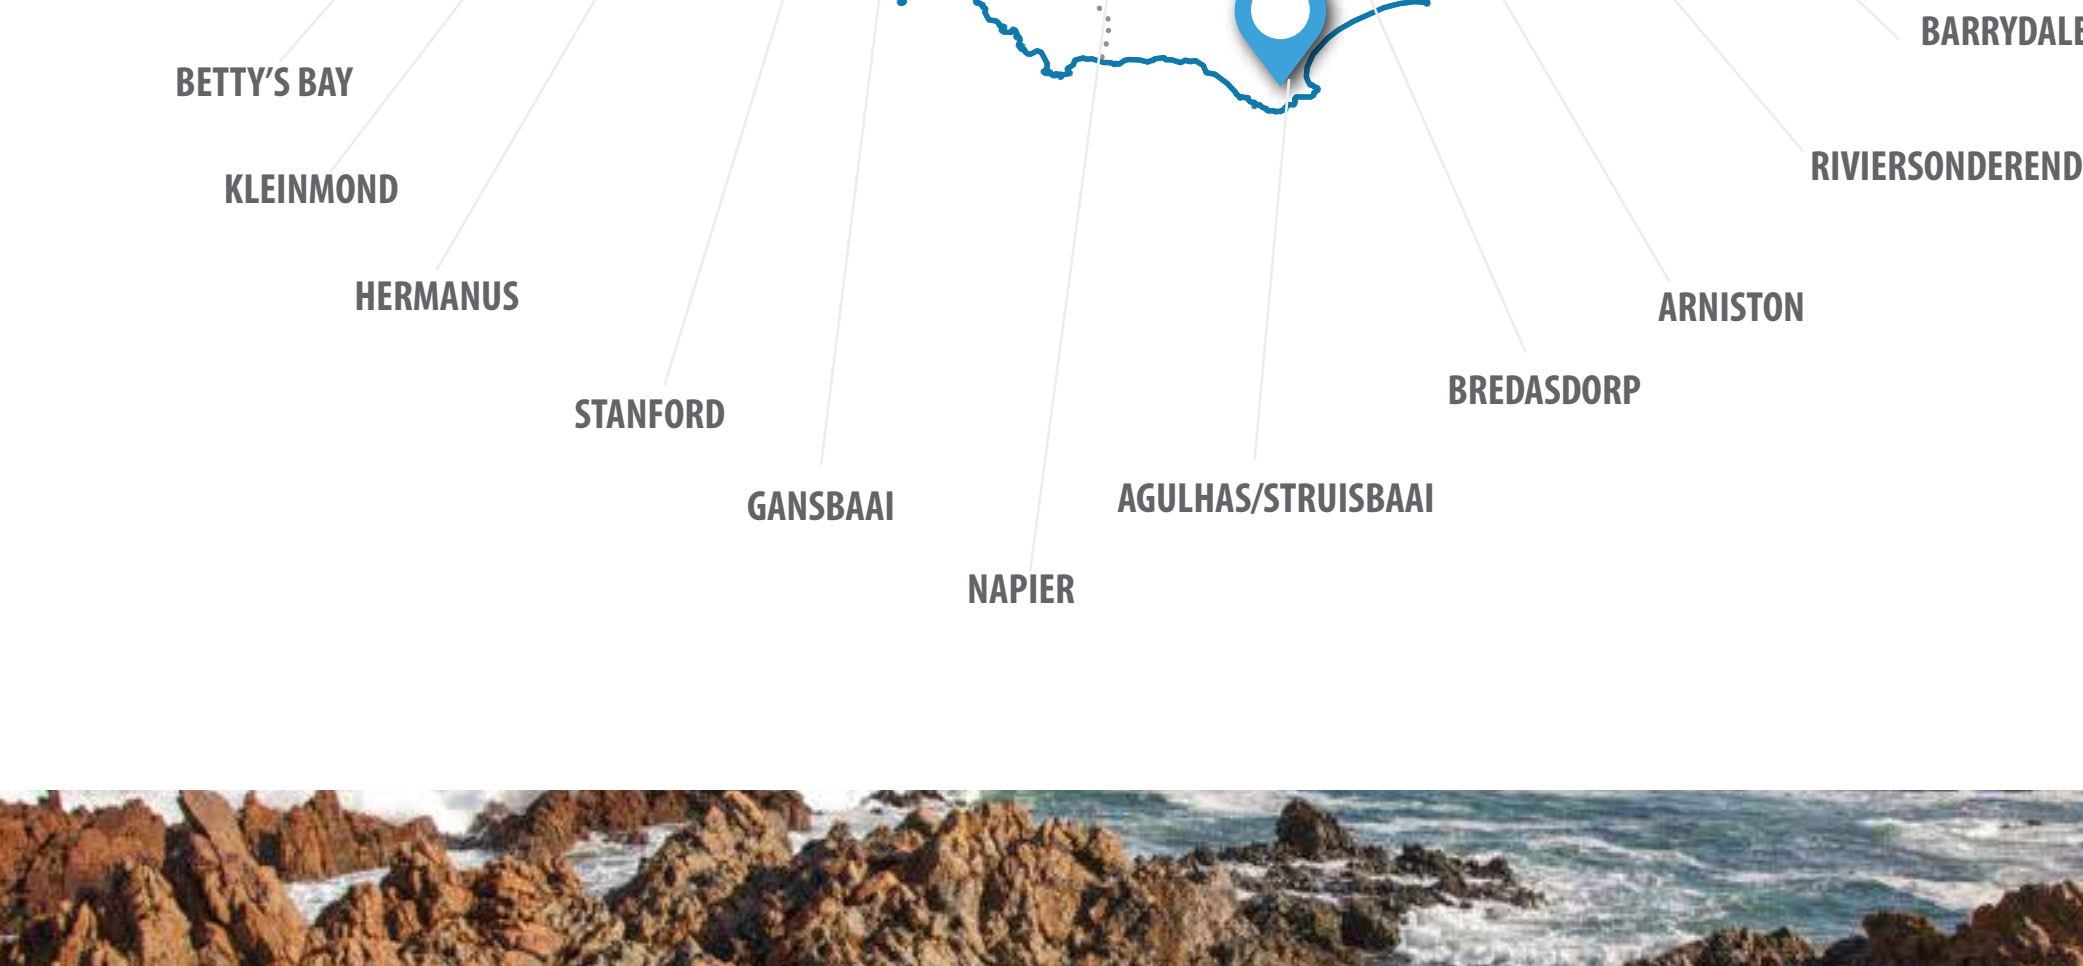 BARRYDALE
BETTY'S BAY
RIVIERSONDEREND
KLEINMOND
HERMANUS
ARNISTON
BREDASDORP
STANFORD
AGULHAS/STRUISBAAI
GANSBAAI
NAPIER